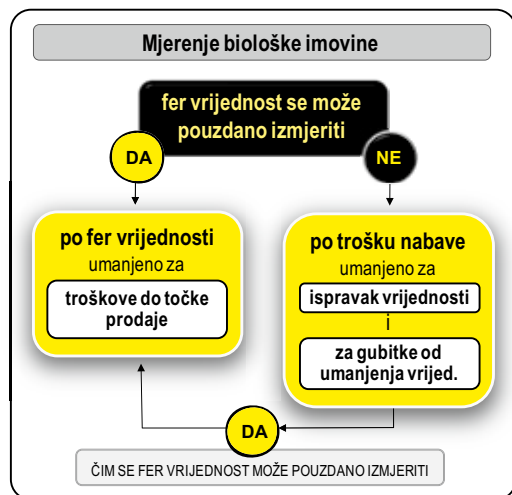 Mjerenje biološke imovine
fer vrijednost se može
pouzdano izmjeriti
DA
NE
po fer vrijednosti
umanjeno za
troškove do točke
prodaje
po trošku nabave
umanjeno za
ispravak vrijednosti
i
za gubitke od
umanjenja vrijed.
DA
ČIM SE FER VRIJEDNOST MOŽE POUZDANO IZMJERITI